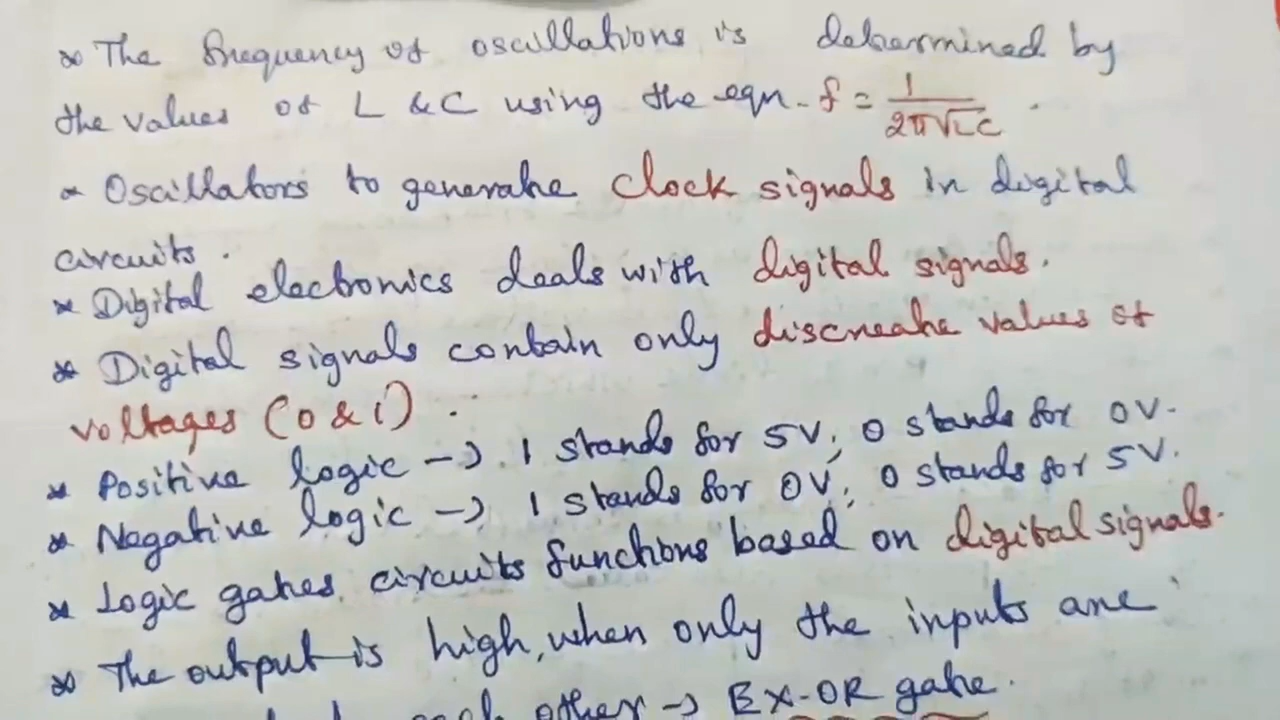 * The frequency of oscillations is determined by
the values of L & C using the eqn. f = 1/2π√LC .
* Oscillators to generate clock signals in digital
circuits .
* Digital electronics deals with digital signals.
* Digital signals contain only discreate values of
voltages (0 & 1) .
* Positive logic → 1 stands for 5V; 0 stands for 0V.
* Negative logic → 1 stands for 0V; 0 stands for 5V.
* Logic gates circuits functions based on digital signals.
* The output is high, when only the inputs are
each other → EX-OR gate.